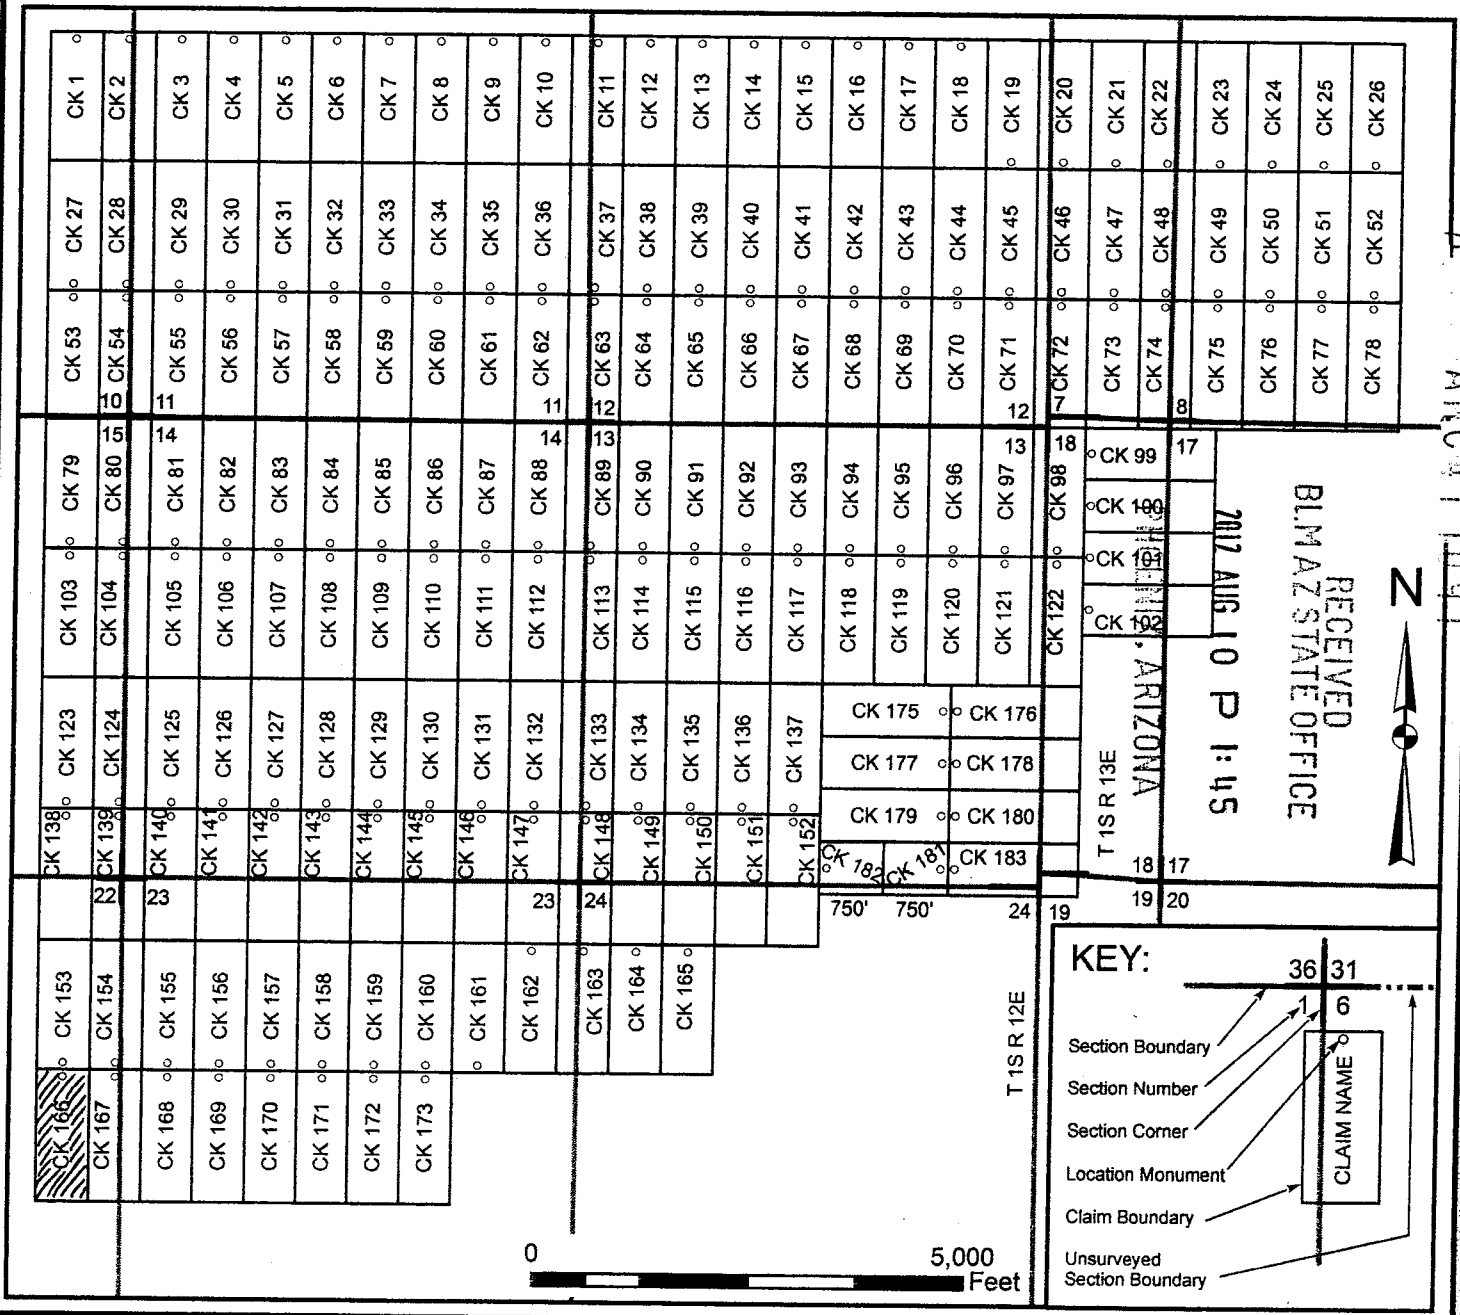 CK 1 CK 2 CK 3 CK 4 CK 5 CK 6 CK 7 CK 8 CK 9 CK 10 CK 11 CK 12 CK 13 CK 14 CK 15 CK 16 CK 17 CK 18 CK 19 CK 20 CK 21 CK 22 CK 23 CK 24 CK 25 CK 26
CK 27 CK 28 CK 29 CK 30 CK 31 CK 32 CK 33 CK 34 CK 35 CK 36 CK 37 CK 38 CK 39 CK 40 CK 41 CK 42 CK 43 CK 44 CK 45 CK 46 CK 47 CK 48 CK 49 CK 50 CK 51 CK 52
CK 53 CK 54 CK 55 CK 56 CK 57 CK 58 CK 59 CK 60 CK 61 CK 62 CK 63 CK 64 CK 65 CK 66 CK 67 CK 68 CK 69 CK 70 CK 71 CK 72 CK 73 CK 74 CK 75 CK 76 CK 77 CK 78
10 11 11 12 12 7 8
15 14 14 13 13 18 17
CK 79 CK 80 CK 81 CK 82 CK 83 CK 84 CK 85 CK 86 CK 87 CK 88 CK 89 CK 90 CK 91 CK 92 CK 93 CK 94 CK 95 CK 96 CK 97 CK 98
CK 99
CK 100
CK 101
CK 102
CK 103 CK 104 CK 105 CK 106 CK 107 CK 108 CK 109 CK 110 CK 111 CK 112 CK 113 CK 114 CK 115 CK 116 CK 117 CK 118 CK 119 CK 120 CK 121 CK 122
RECEIVED
BLM AZ STATE OFFICE
2012 AUG 10 P 1:45
PHOENIX, ARIZONA
N
CK 123 CK 124 CK 125 CK 126 CK 127 CK 128 CK 129 CK 130 CK 131 CK 132 CK 133 CK 134 CK 135 CK 136 CK 137
CK 175 CK 176
CK 177 CK 178
CK 179 CK 180
CK 182 CK 181 CK 183
T 1S R 13E
CK 138 CK 139 CK 140 CK 141 CK 142 CK 143 CK 144 CK 145 CK 146 CK 147 CK 148 CK 149 CK 150 CK 151 CK 152
18 17
22 23 23 24 750' 750' 24 19 19 20
CK 153 CK 154 CK 155 CK 156 CK 157 CK 158 CK 159 CK 160 CK 161 CK 162 CK 163 CK 164 CK 165
T 1S R 12E
CK 166 CK 167 CK 168 CK 169 CK 170 CK 171 CK 172 CK 173
KEY:
36 31
1 6
Section Boundary
Section Number
Section Corner
Location Monument
Claim Boundary
Unsurveyed
Section Boundary
CLAIM NAME
0 5,000
Feet